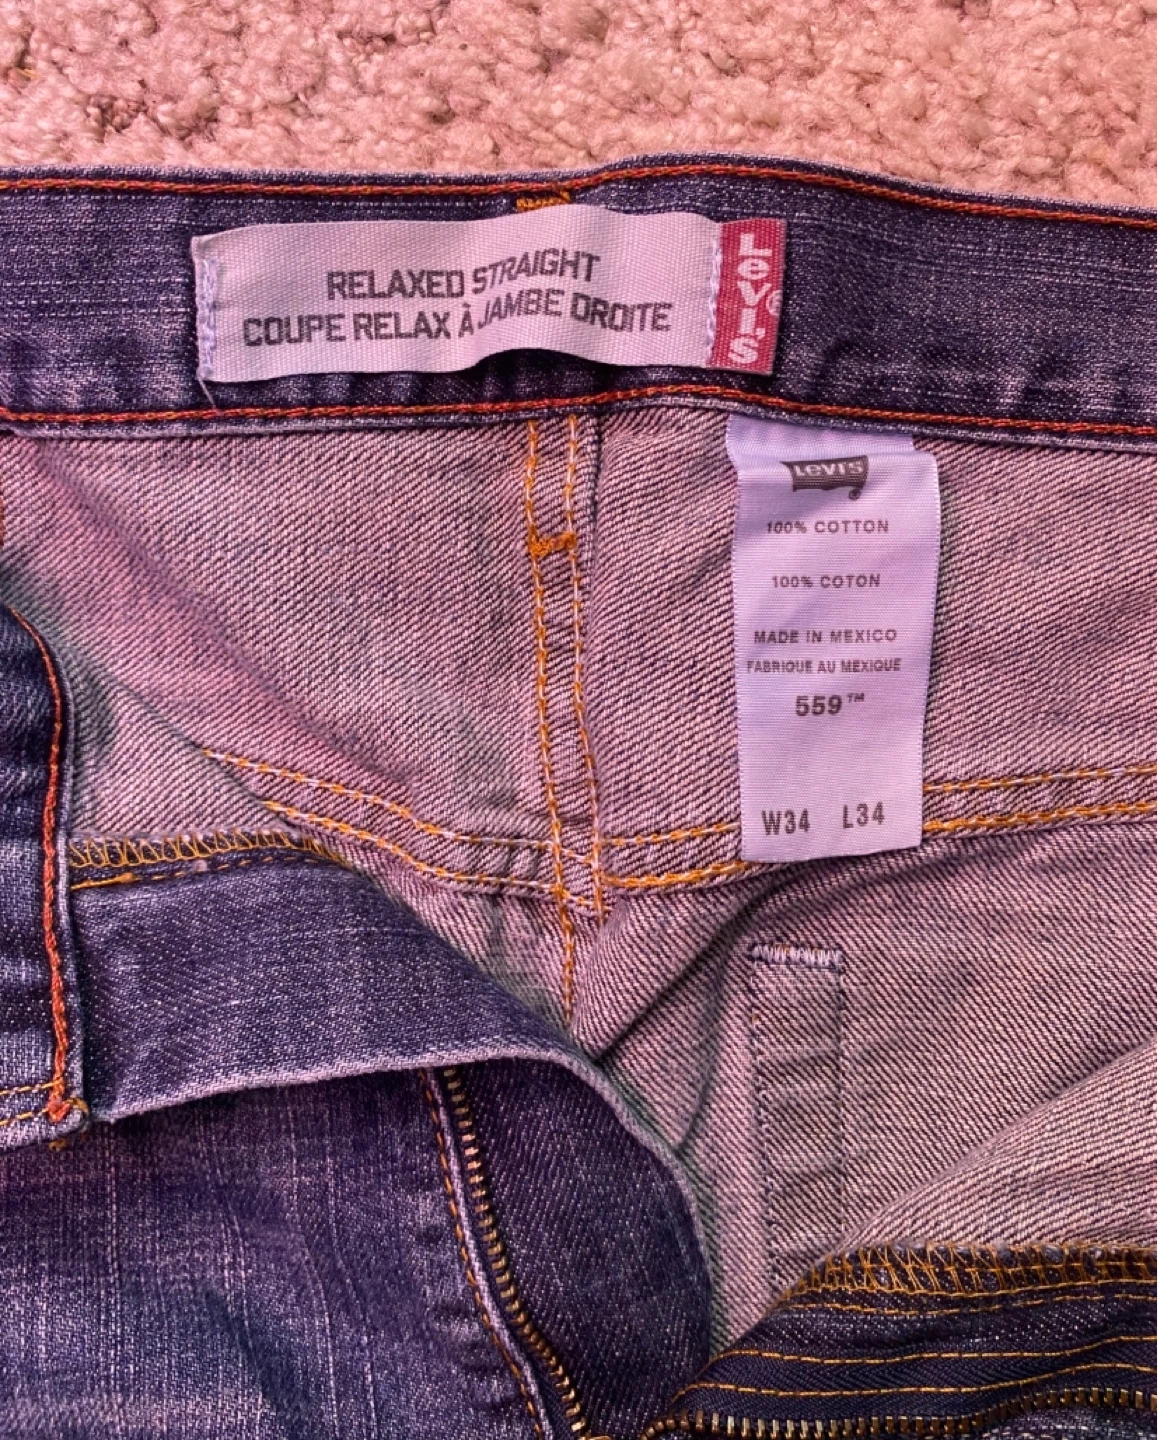 RELAXED STRAIGHT
COUPE RELAX À JAMBE DROITE
Levi's
LEVI'S
®
100% COTTON
100% COTON
MADE IN MEXICO
FABRIQUE AU MEXIQUE
559™
W34 L34